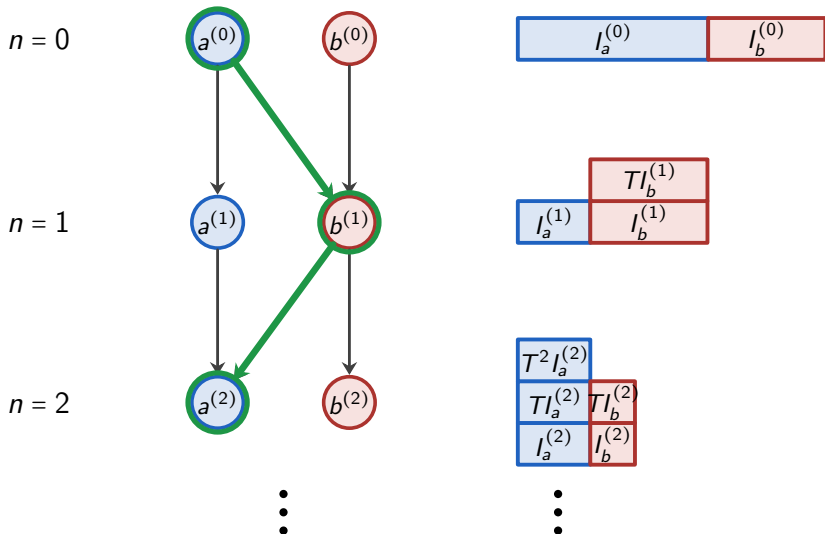 n = 0 a^{(0)} b^{(0)} I_a^{(0)} I_b^{(0)}
TI_b^{(1)}
n = 1 a^{(1)} b^{(1)} I_a^{(1)} I_b^{(1)}
T^2 I_a^{(2)}
n = 2 a^{(2)} b^{(2)} TI_a^{(2)} TI_b^{(2)}
I_a^{(2)} I_b^{(2)}